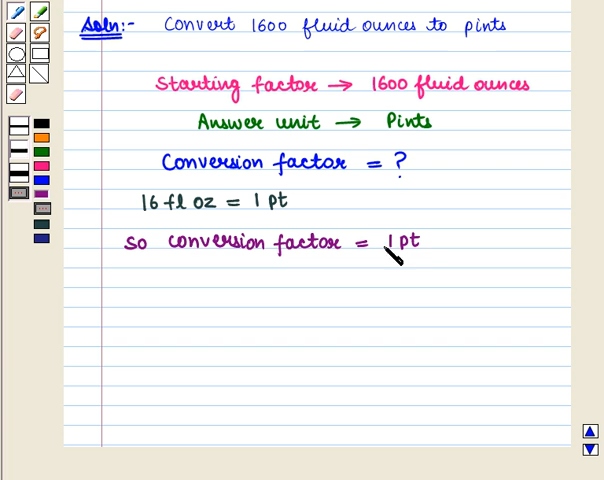 Soln:- Convert 1600 fluid ounces to pints
Starting factor → 1600 fluid ounces
Answer unit → Pints
Conversion factor = ?
16 fl oz = 1 pt
So conversion factor = 1 pt